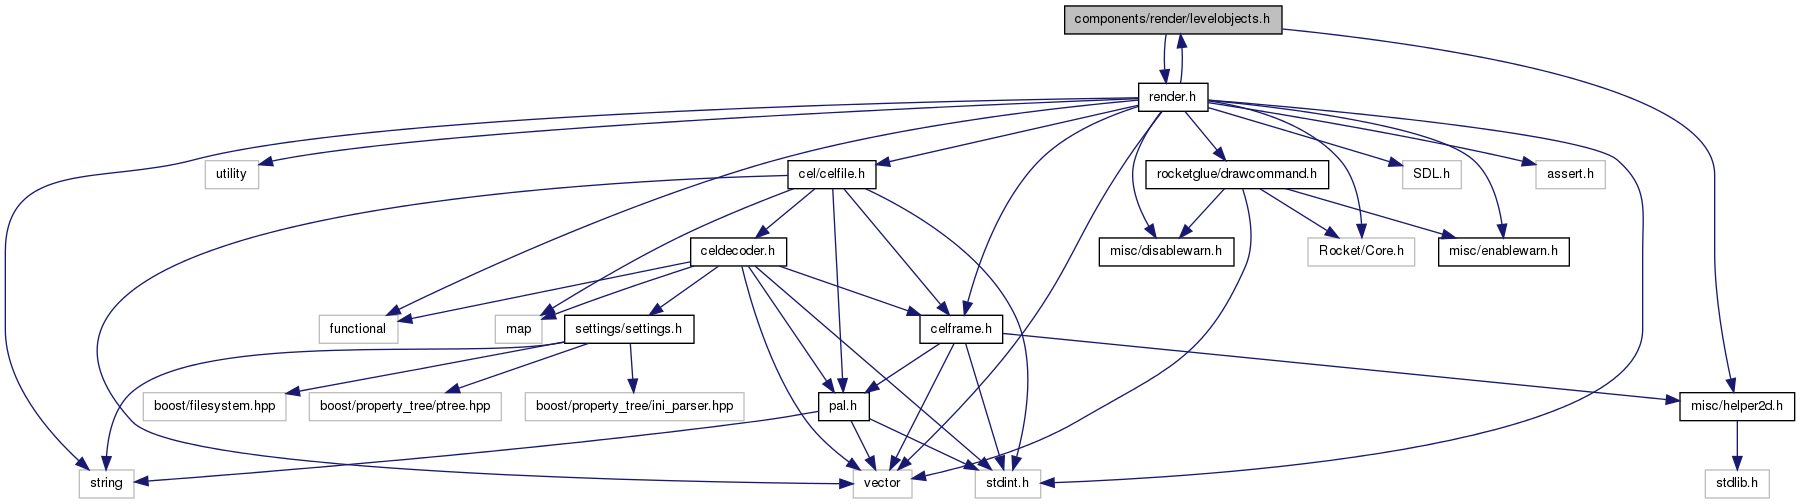 components/render/levelobjects.h
render.h
utility
cel/celfile.h
rocketglue/drawcommand.h
SDL.h
assert.h
celdecoder.h
misc/disablewarn.h
Rocket/Core.h
misc/enablewarn.h
functional
map
settings/settings.h
celframe.h
boost/filesystem.hpp
boost/property_tree/ptree.hpp
boost/property_tree/ini_parser.hpp
pal.h
misc/helper2d.h
string
vector
stdint.h
stdlib.h